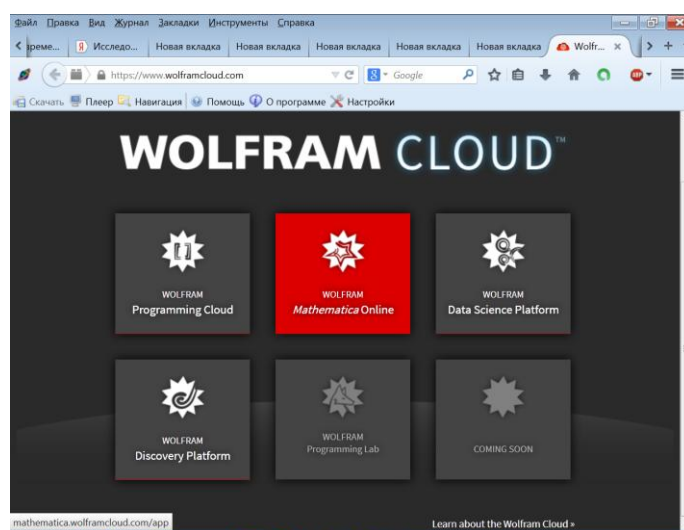 Файл Правка Вид Журнал Закладки Инструменты Справка
Исследо... Новая вкладка Новая вкладка Новая вкладка Новая вкладка Новая вкладка Wolfr... ×
https://www.wolframcloud.com Google
Скачать Плеер Навигация Помощь О программе Настройки
WOLFRAM CLOUD™
WOLFRAM
Programming Cloud
WOLFRAM
Mathematica Online
WOLFRAM
Data Science Platform
WOLFRAM
Discovery Platform
WOLFRAM
Programming Lab
COMING SOON
mathematica.wolframcloud.com/app
Learn about the Wolfram Cloud »